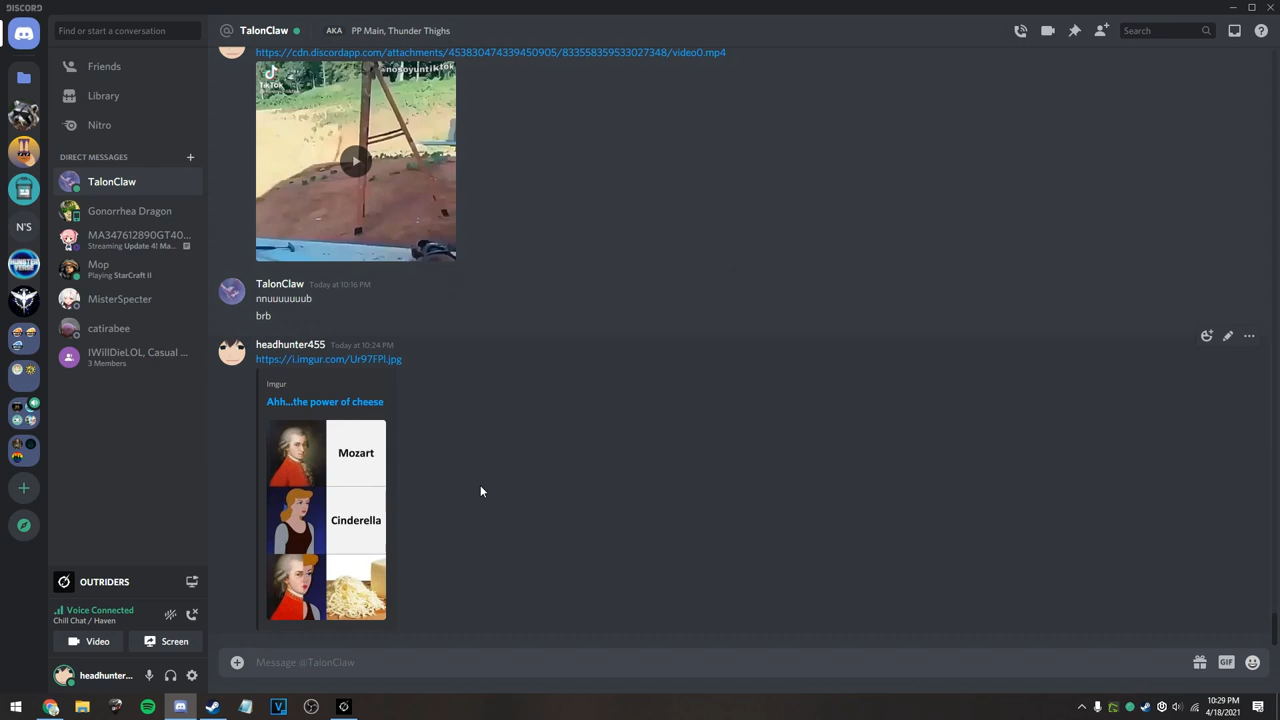 DISCORD
Find or start a conversation
TalonClaw
AKA PP Main, Thunder Thighs
Search
Friends
Library
Nitro
DIRECT MESSAGES
TalonClaw
Gonorrhea Dragon
MA347612890GT40...
Streaming Update 4! Ma...
Mop
Playing StarCraft II
MisterSpecter
catirabee
IWillDieLOL, Casual ...
3 Members
N'S
https://cdn.discordapp.com/attachments/453830474339450905/833558359533027348/video0.mp4
@nosoyuntiktok
TikTok
TalonClaw Today at 10:16 PM
nnuuuuuuub
brb
headhunter455 Today at 10:24 PM
https://i.imgur.com/Ur97FPl.jpg
Imgur
Ahh...the power of cheese
Mozart
Cinderella
OUTRIDERS
Voice Connected
Chill Chat / Haven
Video
Screen
headhunter...
Message @TalonClaw
GIF
10:29 PM
4/18/2021